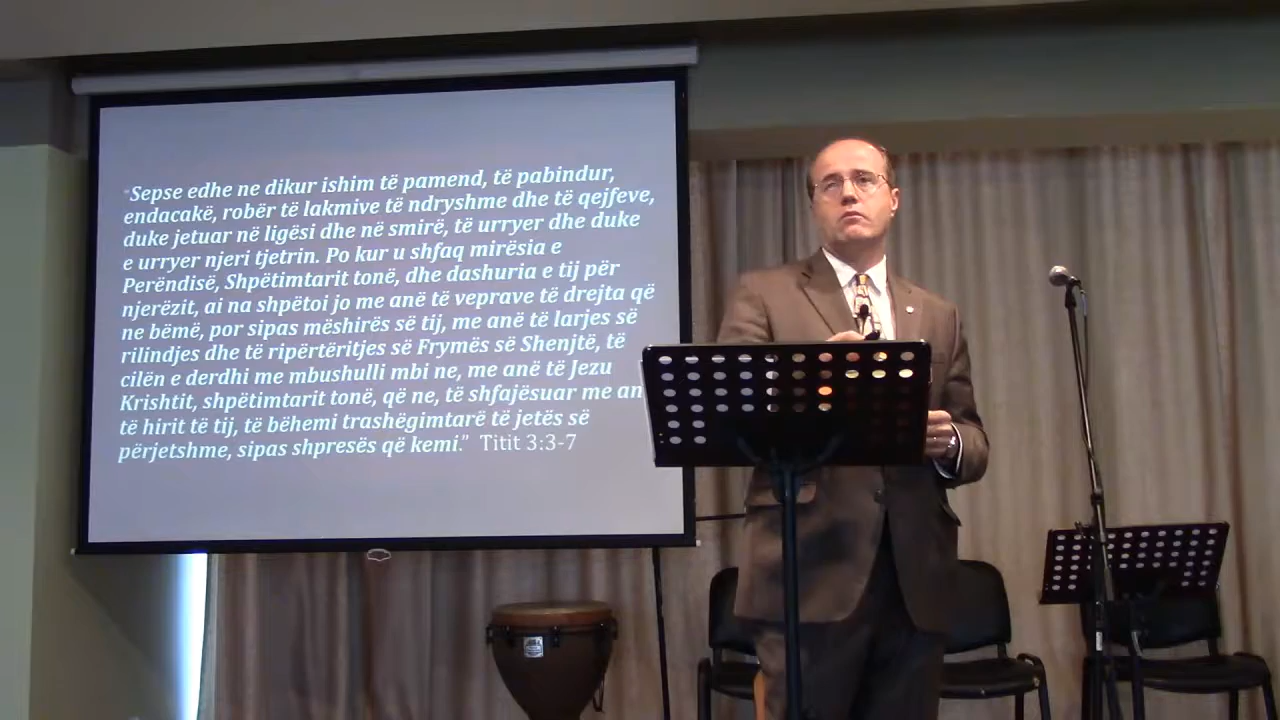 "Sepse edhe ne dikur ishim të pamend, të pabindur,
endacakë, robër të lakmive të ndryshme dhe të qejfeve,
duke jetuar në ligësi dhe në smirë, të urryer dhe duke
e urryer njeri tjetrin. Po kur u shfaq mirësia e
Perëndisë, Shpëtimtarit tonë, dhe dashuria e tij për
njerëzit, ai na shpëtoi jo me anë të veprave të drejta që
ne bëmë, por sipas mëshirës së tij, me anë të larjes së
rilindjes dhe të ripërtëritjes së Frymës së Shenjtë, të
cilën e derdhi me mbushulli mbi ne, me anë të Jezu
Krishtit, shpëtimtarit tonë, që ne, të shfajësuar me an
të hirit të tij, të bëhemi trashëgimtarë të jetës së
përjetshme, sipas shpresës që kemi." Titit 3:3-7